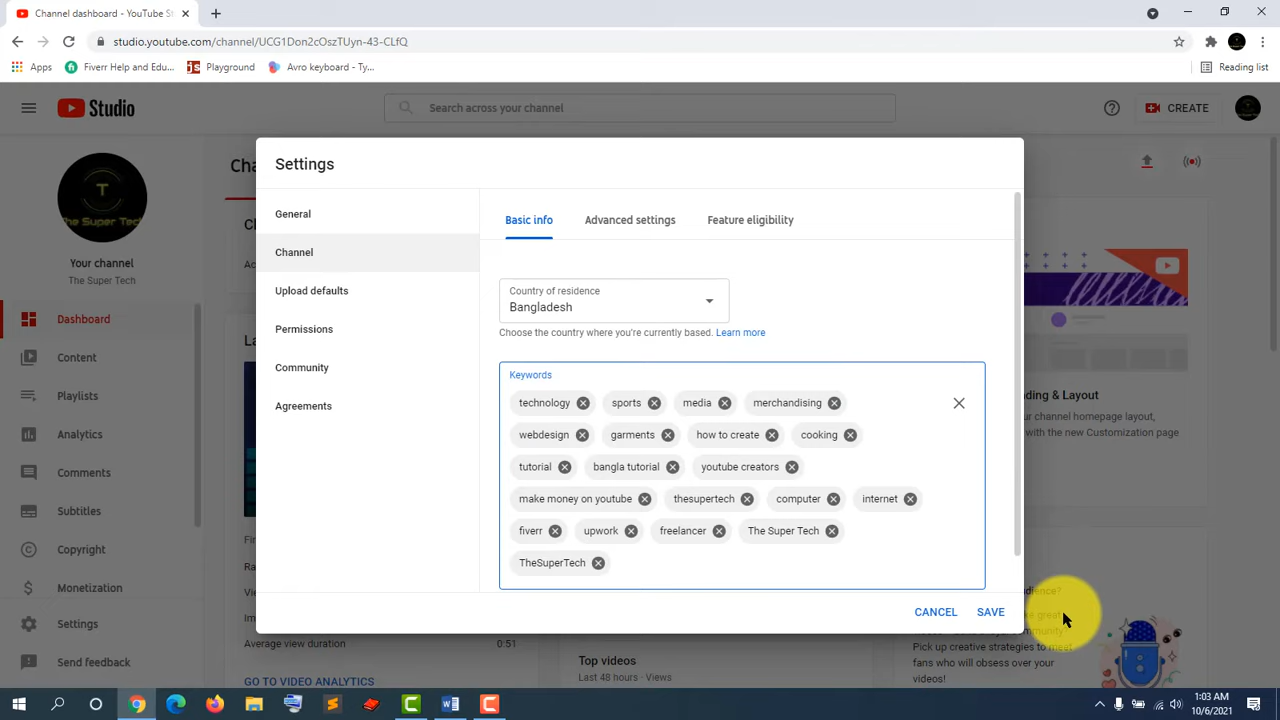 Channel dashboard - YouTube St
studio.youtube.com/channel/UCG1Don2cOszTUyn-43-CLfQ
Apps
Fiverr Help and Edu...
js
Playground
Avro keyboard - Ty...
Reading list
Studio
Search across your channel
CREATE
T
The Super Tech
Your channel
The Super Tech
Dashboard
Content
Playlists
Analytics
Comments
Subtitles
Copyright
Monetization
Settings
Send feedback
Settings
General
Channel
Upload defaults
Permissions
Community
Agreements
Basic info
Advanced settings
Feature eligibility
Country of residence
Bangladesh
Choose the country where you're currently based. Learn more
Keywords
technology sports media merchandising
webdesign garments how to create cooking
tutorial bangla tutorial youtube creators
make money on youtube thesupertech computer internet
fiverr upwork freelancer The Super Tech
TheSuperTech
CANCEL SAVE
Average view duration 0:51
GO TO VIDEO ANALYTICS
Top videos
Last 48 hours · Views
ding & Layout
ur channel homepage layout,
with the new Customization page
dience?
Pick up creative strategies to meet
fans who will obsess over your
videos!
1:03 AM
10/6/2021